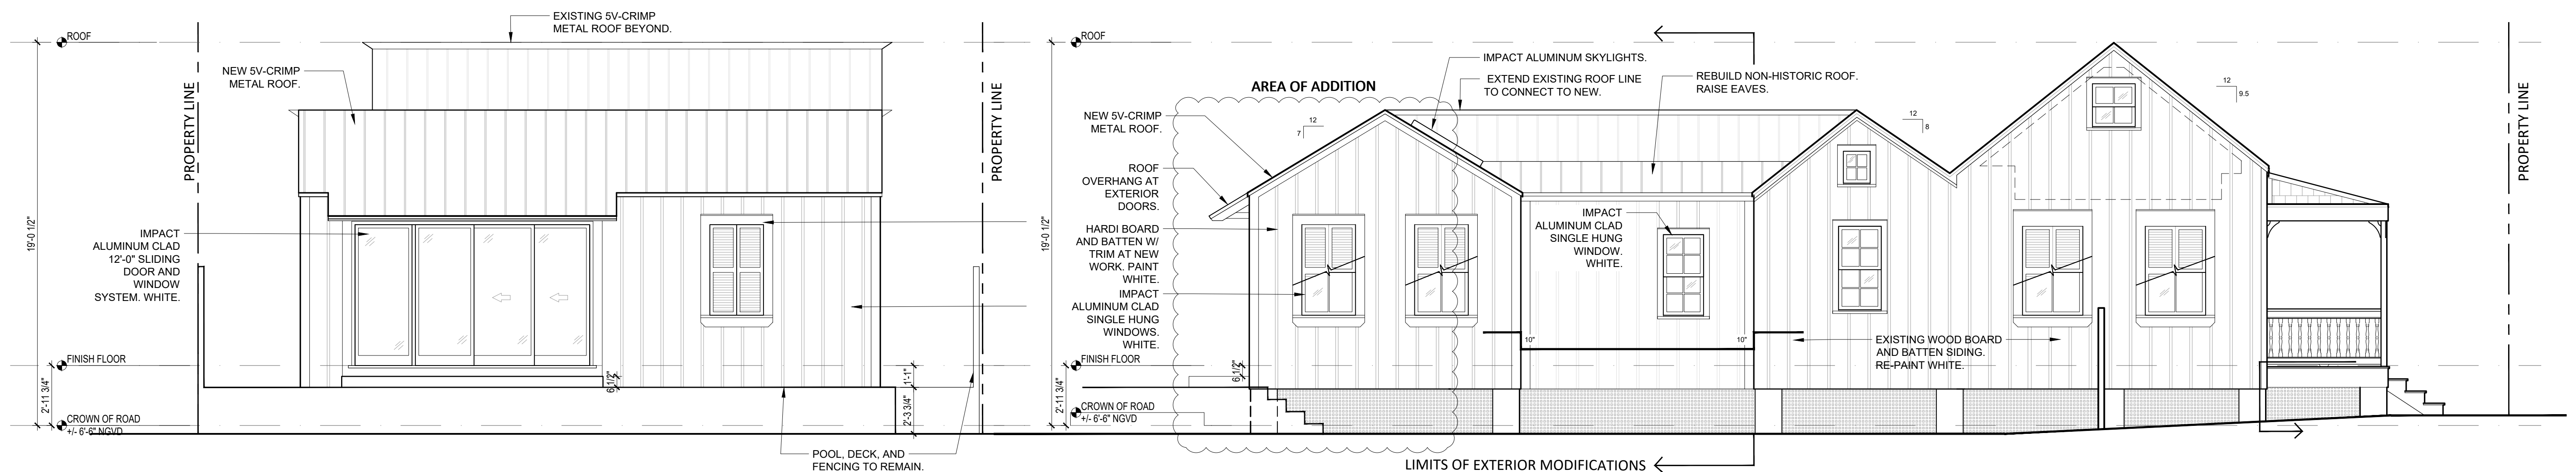 EXISTING 5V-CRIMP
METAL ROOF BEYOND.
ROOF
NEW 5V-CRIMP
METAL ROOF.
PROPERTY LINE
PROPERTY LINE
19'-0 1/2"
IMPACT
ALUMINUM CLAD
12'-0" SLIDING
DOOR AND
WINDOW
SYSTEM. WHITE.
FINISH FLOOR
2'-11 3/4"
CROWN OF ROAD
+/- 6'-6" NGVD
6 1/2"
1'-1"
2'-3 3/4"
POOL, DECK, AND
FENCING TO REMAIN.
ROOF
19'-0 1/2"
AREA OF ADDITION
IMPACT ALUMINUM SKYLIGHTS.
EXTEND EXISTING ROOF LINE
TO CONNECT TO NEW.
REBUILD NON-HISTORIC ROOF.
RAISE EAVES.
NEW 5V-CRIMP
METAL ROOF.
12
7
12
8
12
9.5
PROPERTY LINE
ROOF
OVERHANG AT
EXTERIOR
DOORS.
HARDI BOARD
AND BATTEN W/
TRIM AT NEW
WORK. PAINT
WHITE.
IMPACT
ALUMINUM CLAD
SINGLE HUNG
WINDOWS.
WHITE.
IMPACT
ALUMINUM CLAD
SINGLE HUNG
WINDOW.
WHITE.
10"
10"
EXISTING WOOD BOARD
AND BATTEN SIDING.
RE-PAINT WHITE.
FINISH FLOOR
6 1/2"
2'-11 3/4"
CROWN OF ROAD
+/- 6'-6" NGVD
LIMITS OF EXTERIOR MODIFICATIONS